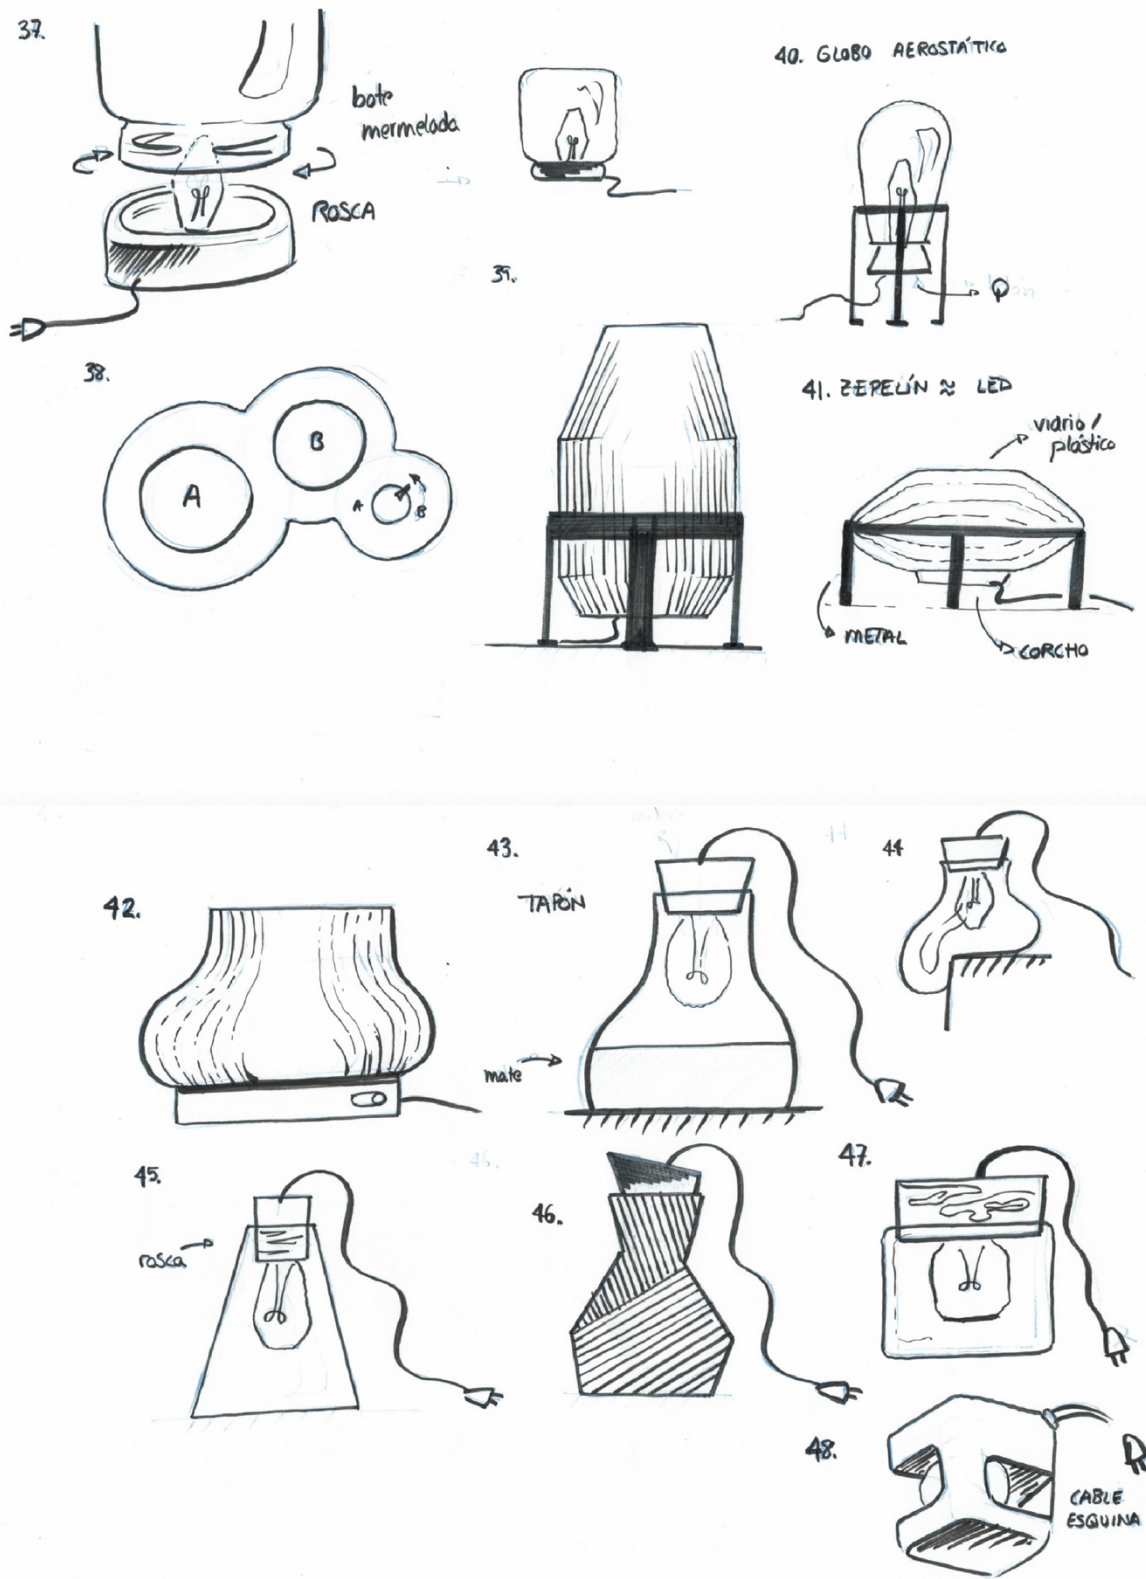 37.
bote
mermelada
ROSCA
38.
A
B
A
B
39.
40. GLOBO AEROSTÁTICO
41. ZEPELÍN ≈ LED
vidrio/
plástico
METAL
CORCHO
42.
43.
TAPÓN
mate
44
45.
rosca
46.
47.
48.
CABLE
ESQUINA